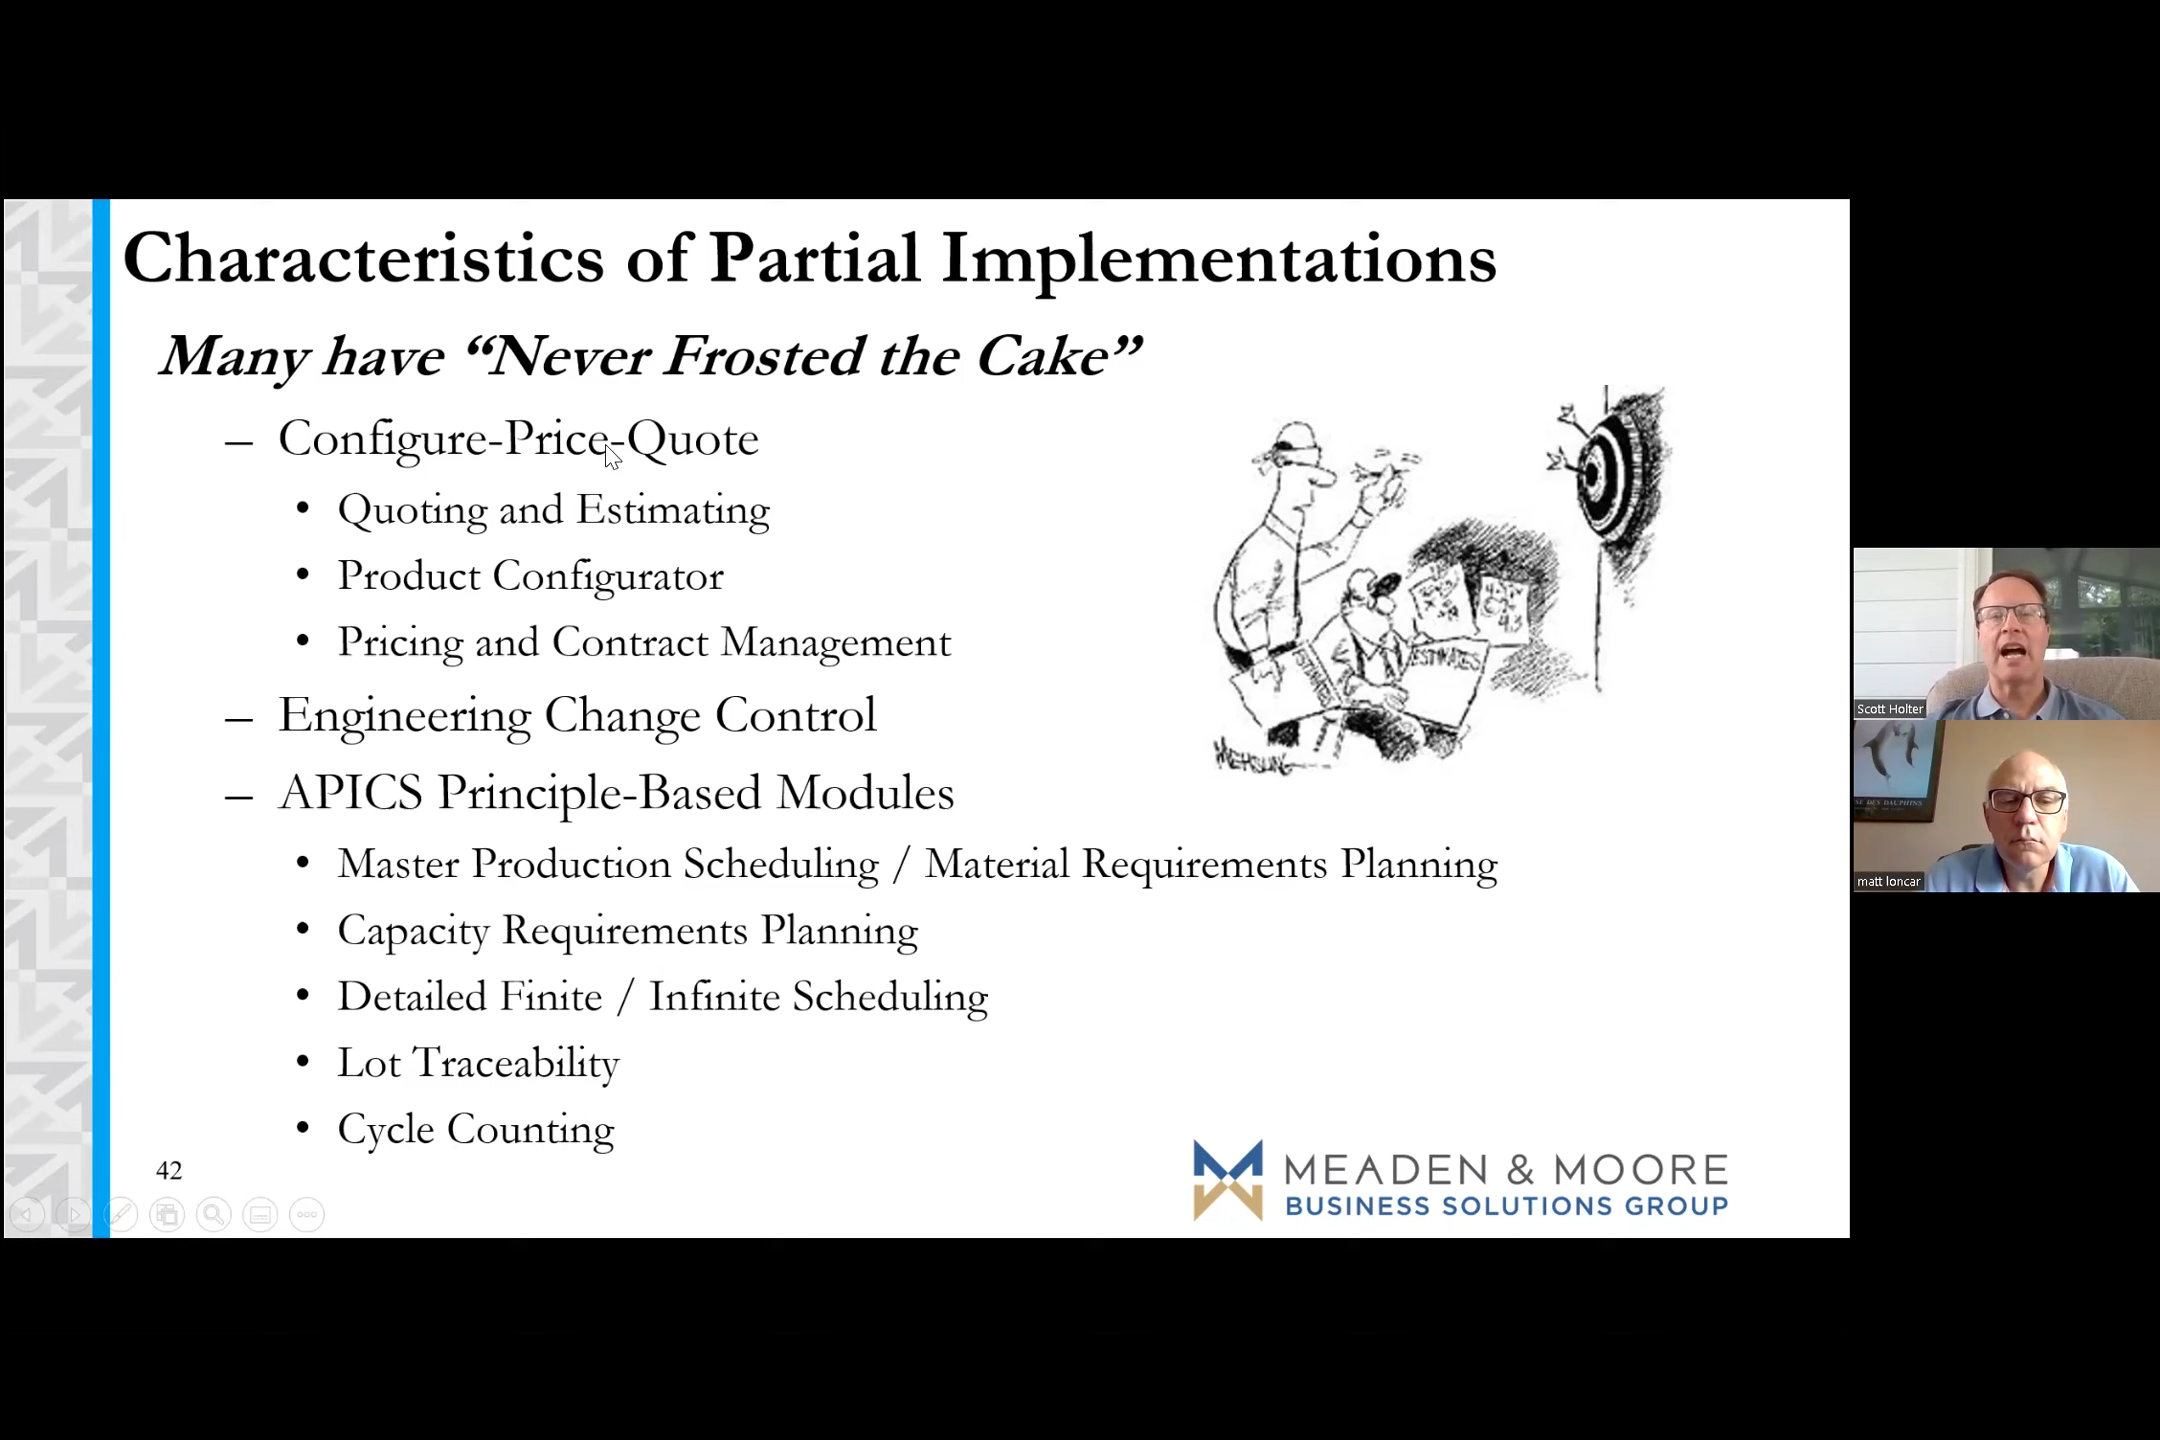 Characteristics of Partial Implementations
Many have “Never Frosted the Cake”
– Configure-Price-Quote
• Quoting and Estimating
• Product Configurator
• Pricing and Contract Management
– Engineering Change Control
– APICS Principle-Based Modules
• Master Production Scheduling / Material Requirements Planning
• Capacity Requirements Planning
• Detailed Finite / Infinite Scheduling
• Lot Traceability
• Cycle Counting
ESTIMATES
42
MEADEN & MOORE
BUSINESS SOLUTIONS GROUP
Scott Holter
DES DAUPHINS
matt loncar